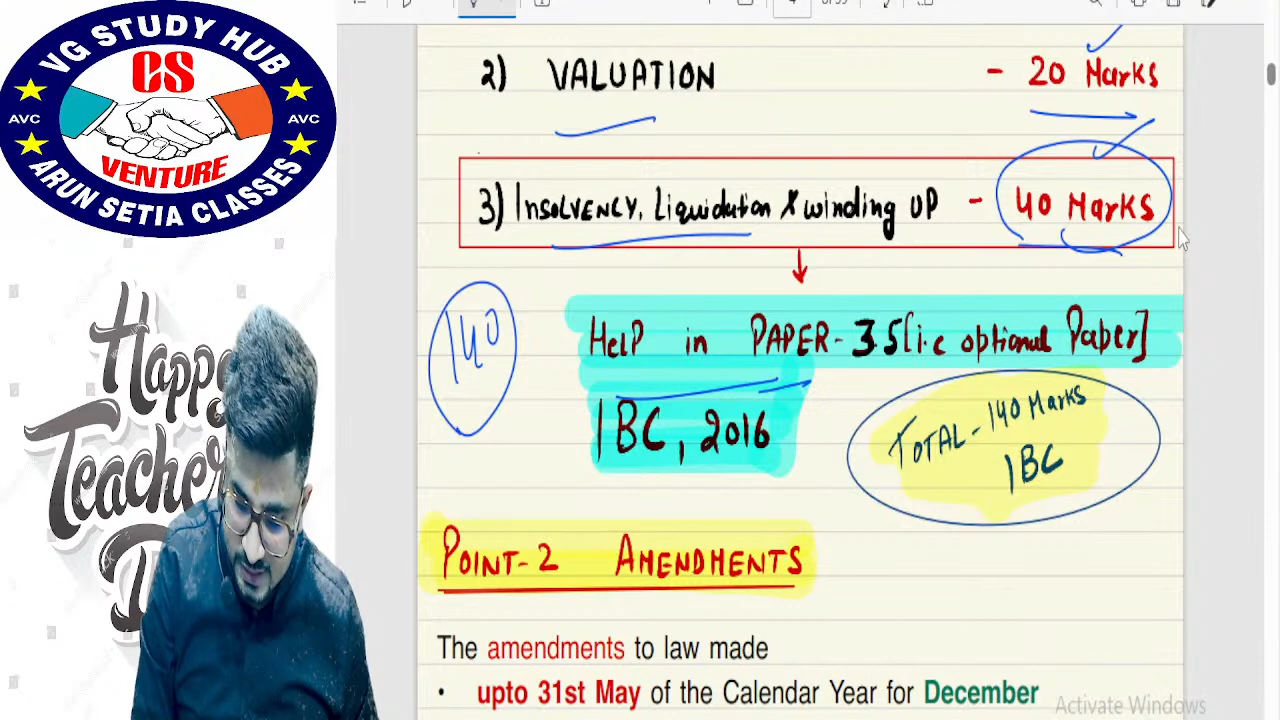 VG STUDY HUB
CS
AVC
AVC
VENTURE
ARUN SETIA CLASSES
Happy
Teacher
D
2) VALUATION - 20 Marks
3) Insolvency, Liquidation & winding up - 40 Marks
140
Help in PAPER- 3.5 [i.e optional Paper]
IBC, 2016
TOTAL - 140 Marks
IBC
POINT-2 AMENDMENTS
The amendments to law made
• upto 31st May of the Calendar Year for December
Activate Windows